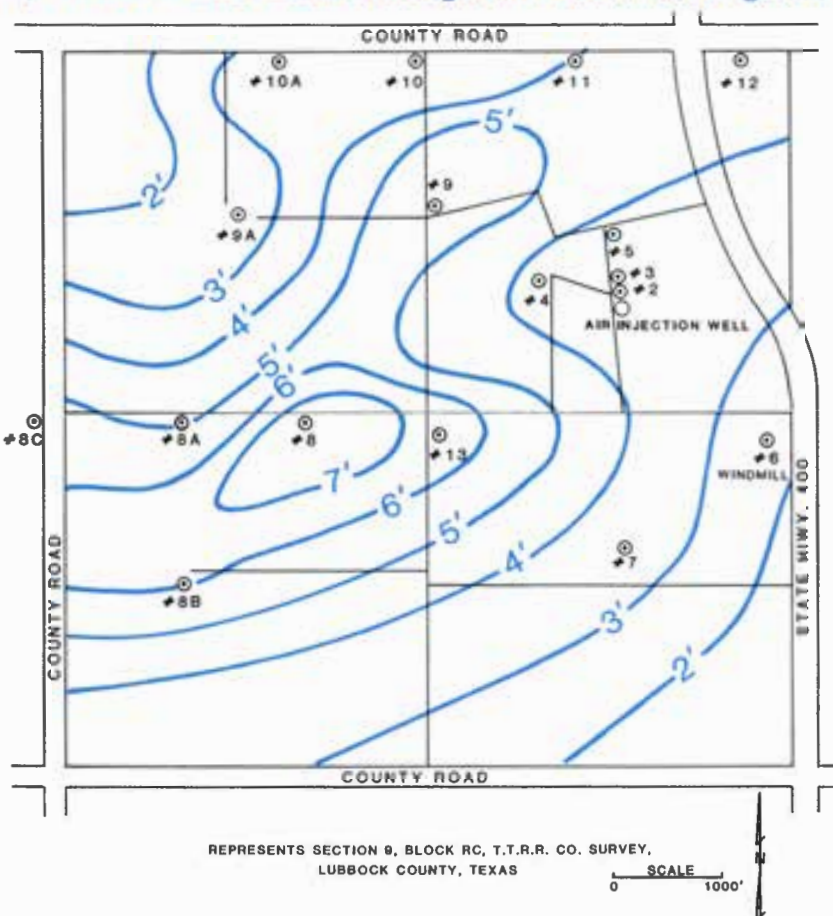 COUNTY ROAD
#10A
#10
#11
#12
5'
2'
#9
#9A
#5
#3
#2
#4
3'
4'
AIR INJECTION WELL
5'
6'
#8C
#8A
#8
#13
#6
WINDMILL
7'
6'
5'
4'
#7
#8B
3'
2'
COUNTY ROAD
STATE HIWY. 400
COUNTY ROAD
REPRESENTS SECTION 9, BLOCK RC, T.T.R.R. CO. SURVEY,
LUBBOCK COUNTY, TEXAS
SCALE
0 1000'
N